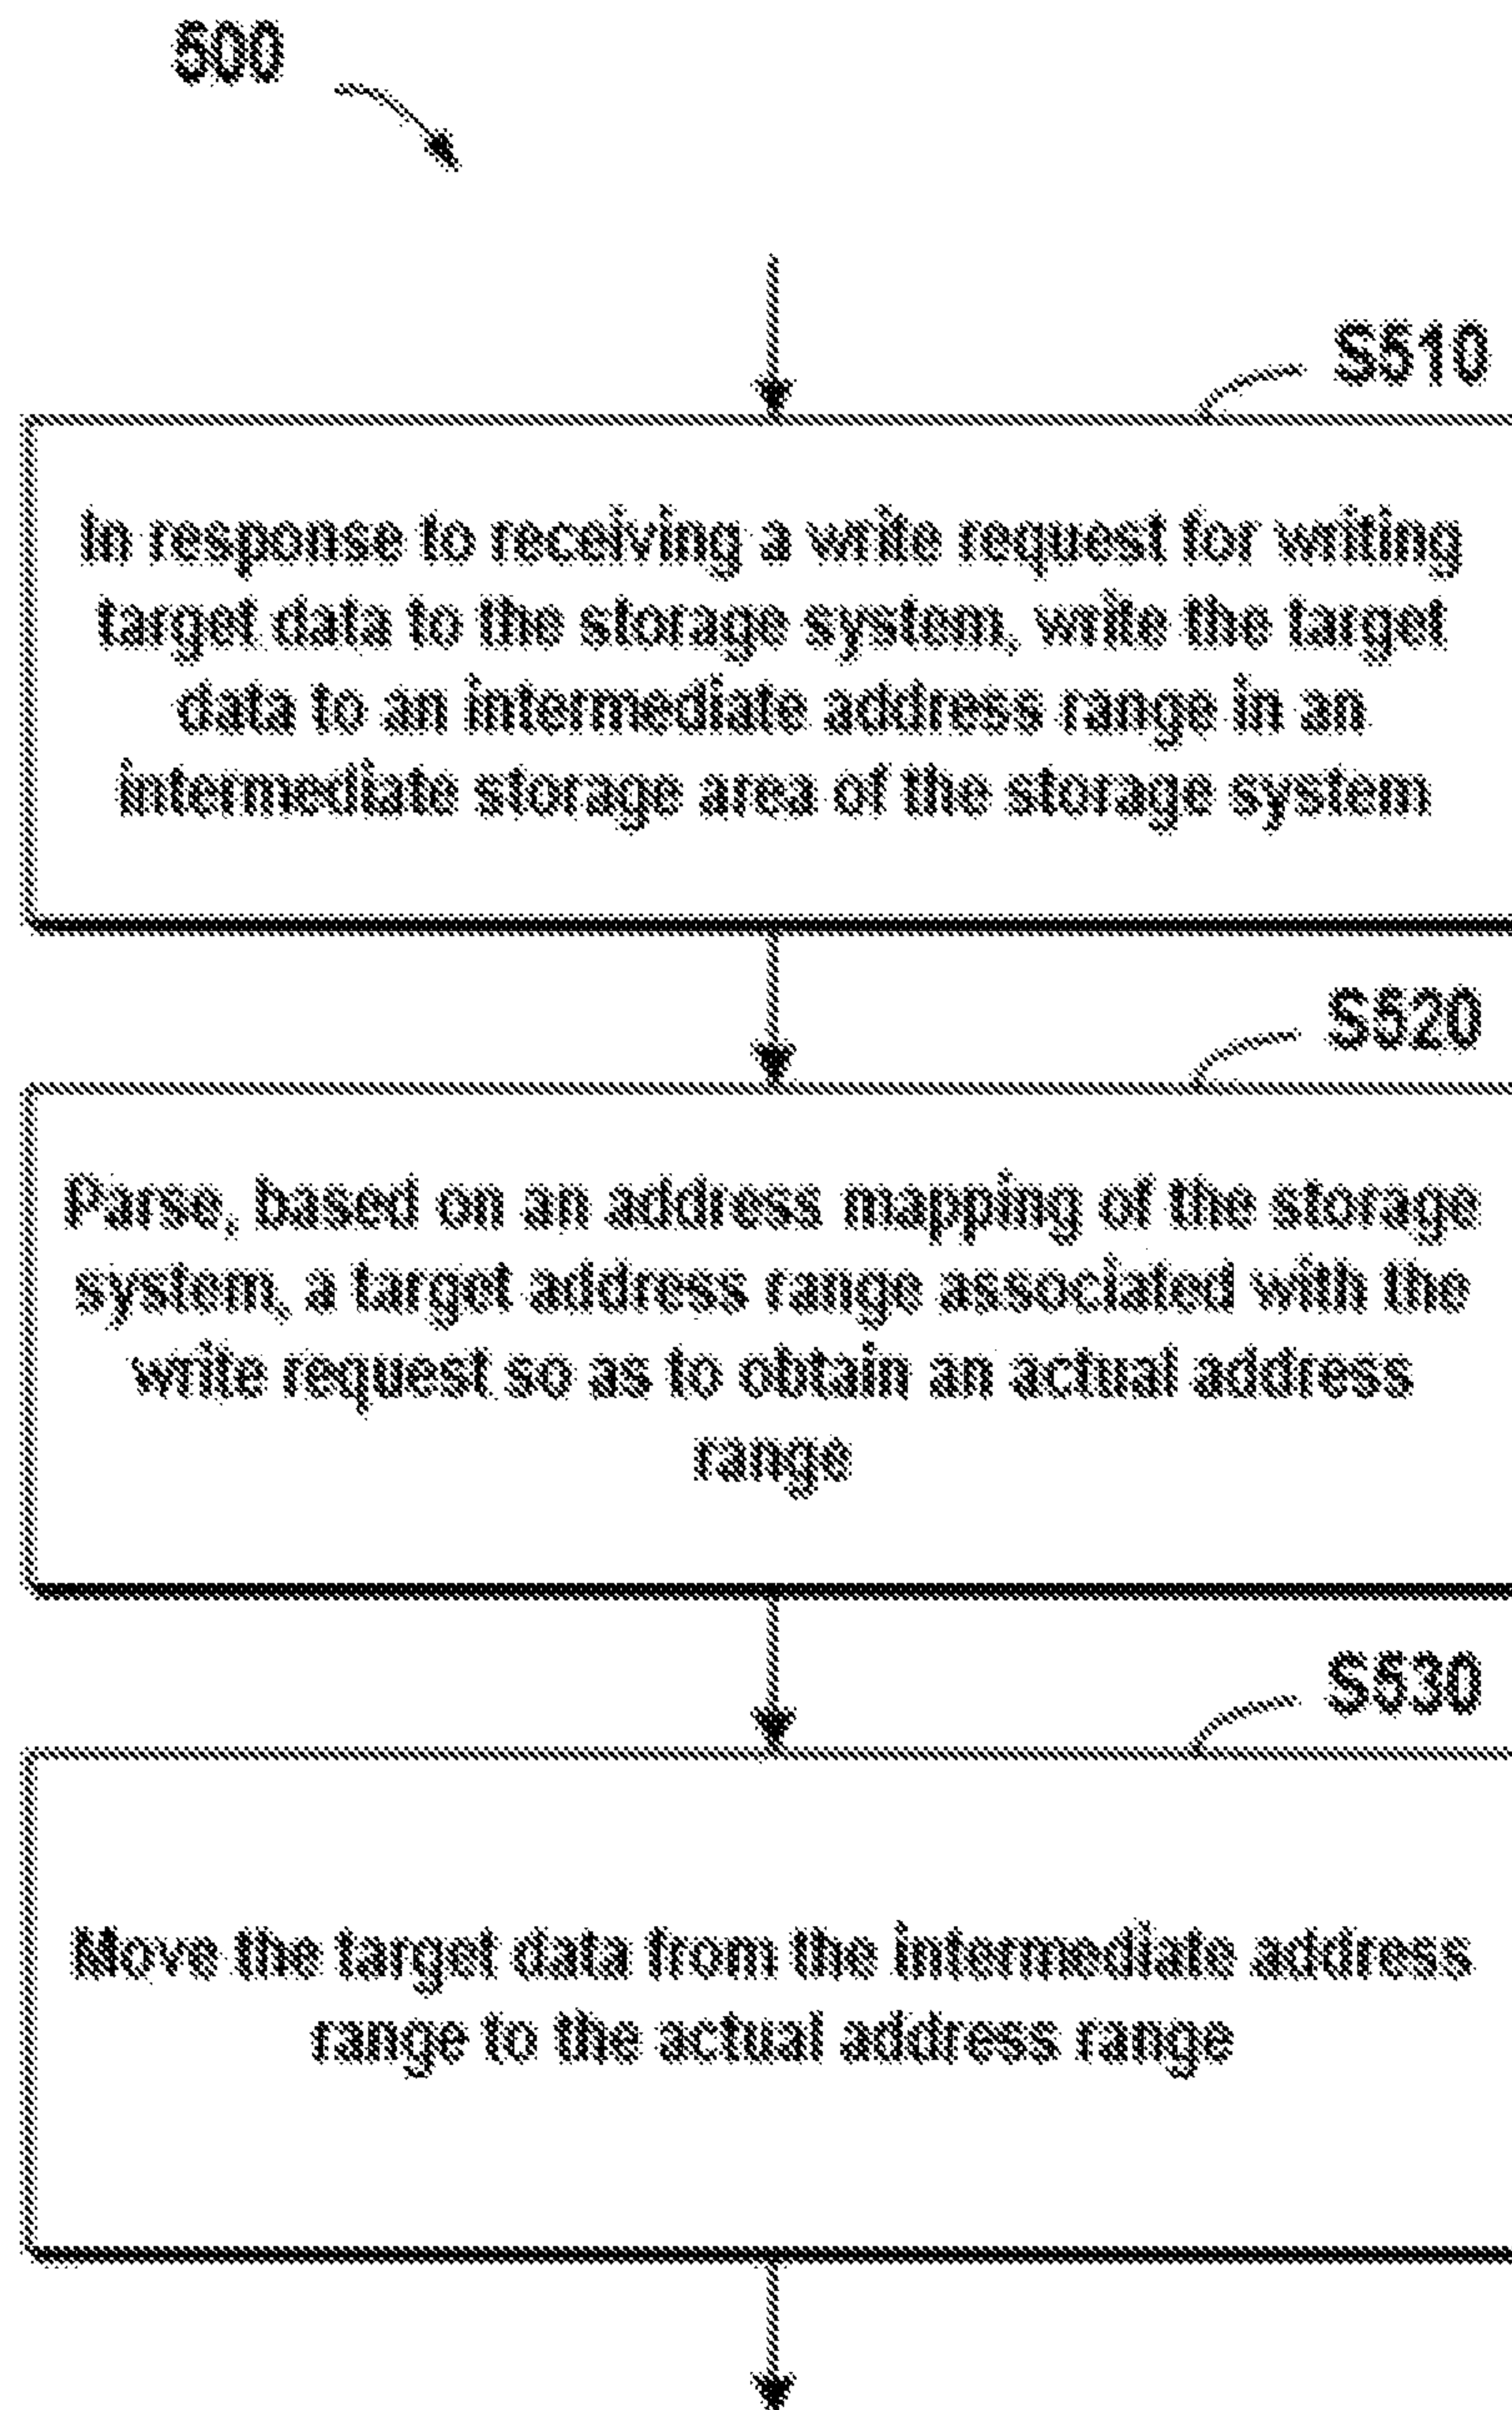 500
S510
In response to receiving a write request for writing
target data to the storage system, write the target
data to an intermediate address range in an
intermediate storage area of the storage system
S520
Parse, based on an address mapping of the storage
system, a target address range associated with the
write request so as to obtain an actual address
range
S530
Move the target data from the intermediate address
range to the actual address range